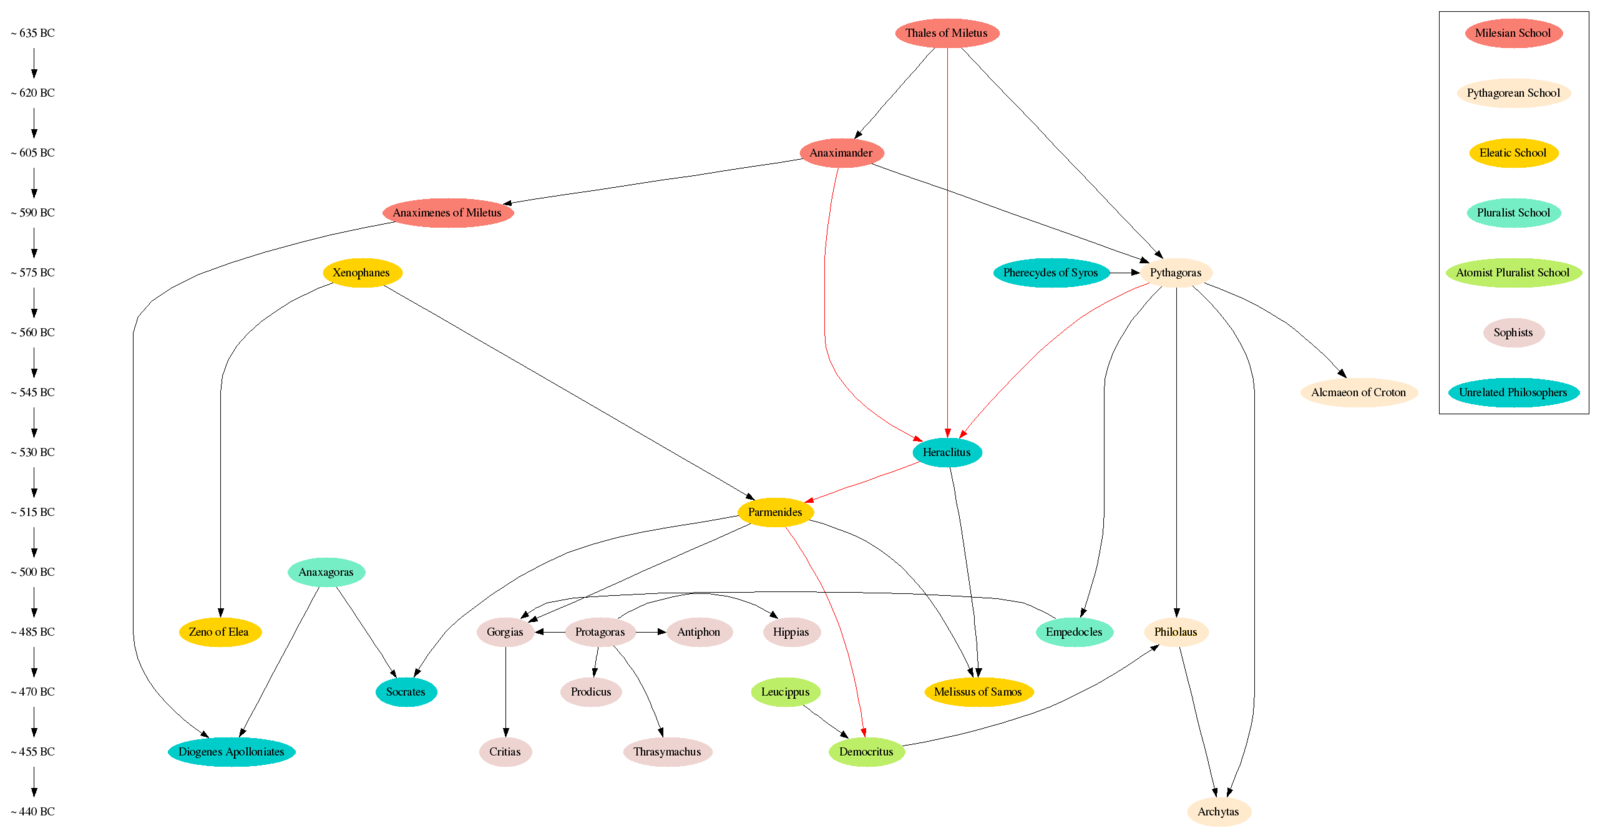 ~ 635 BC
Thales of Miletus
Milesian School
~ 620 BC
Pythagorean School
~ 605 BC
Anaximander
Eleatic School
~ 590 BC
Anaximenes of Miletus
Pluralist School
~ 575 BC
Xenophanes
Pherecydes of Syros
Pythagoras
Atomist Pluralist School
~ 560 BC
Sophists
~ 545 BC
Alcmaeon of Croton
Unrelated Philosophers
~ 530 BC
Heraclitus
~ 515 BC
Parmenides
~ 500 BC
Anaxagoras
~ 485 BC
Zeno of Elea
Gorgias
Protagoras
Antiphon
Hippias
Empedocles
Philolaus
~ 470 BC
Socrates
Prodicus
Leucippus
Melissus of Samos
~ 455 BC
Diogenes Apolloniates
Critias
Thrasymachus
Democritus
~ 440 BC
Archytas